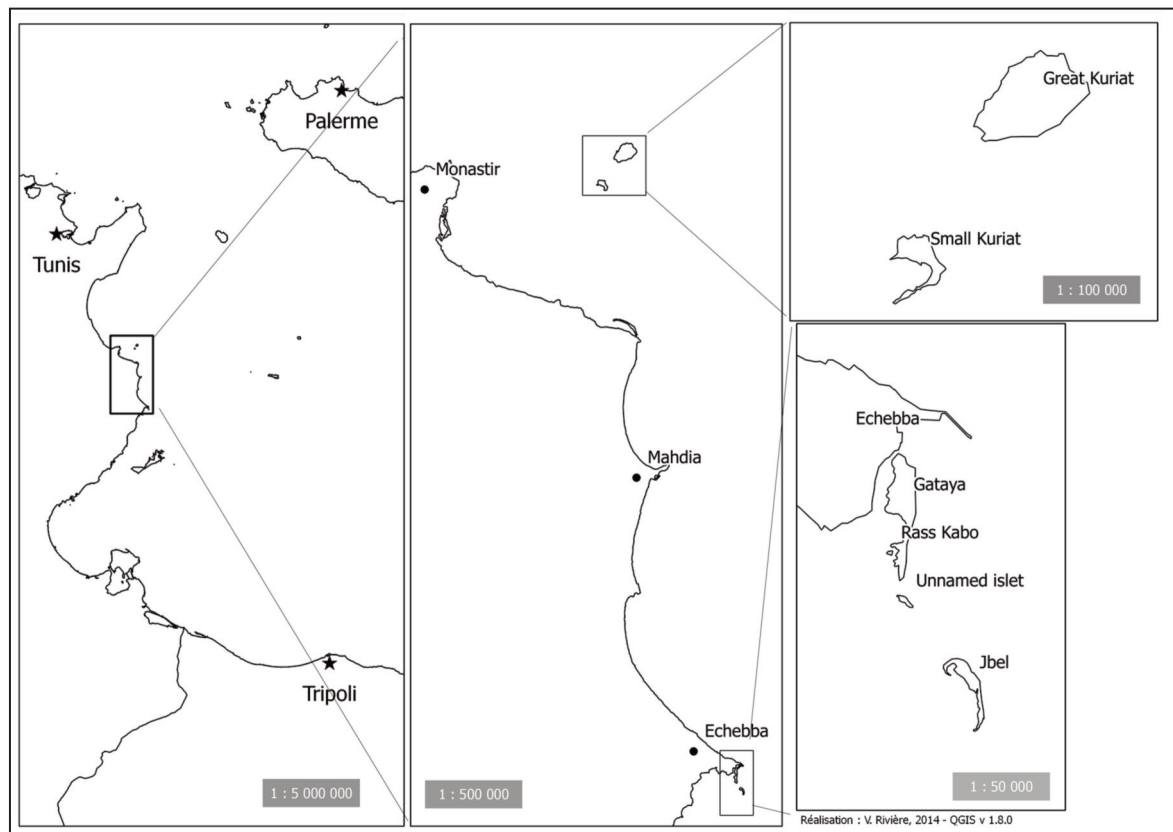 Palerme
Tunis
Tripoli
1 : 5 000 000
Monastir
Mahdia
Echebba
1 : 500 000
Great Kuriat
Small Kuriat
1 : 100 000
Echebba
Gataya
Rass Kabo
Unnamed islet
Jbel
1 : 50 000
Réalisation : V. Rivière, 2014 - QGIS v 1.8.0